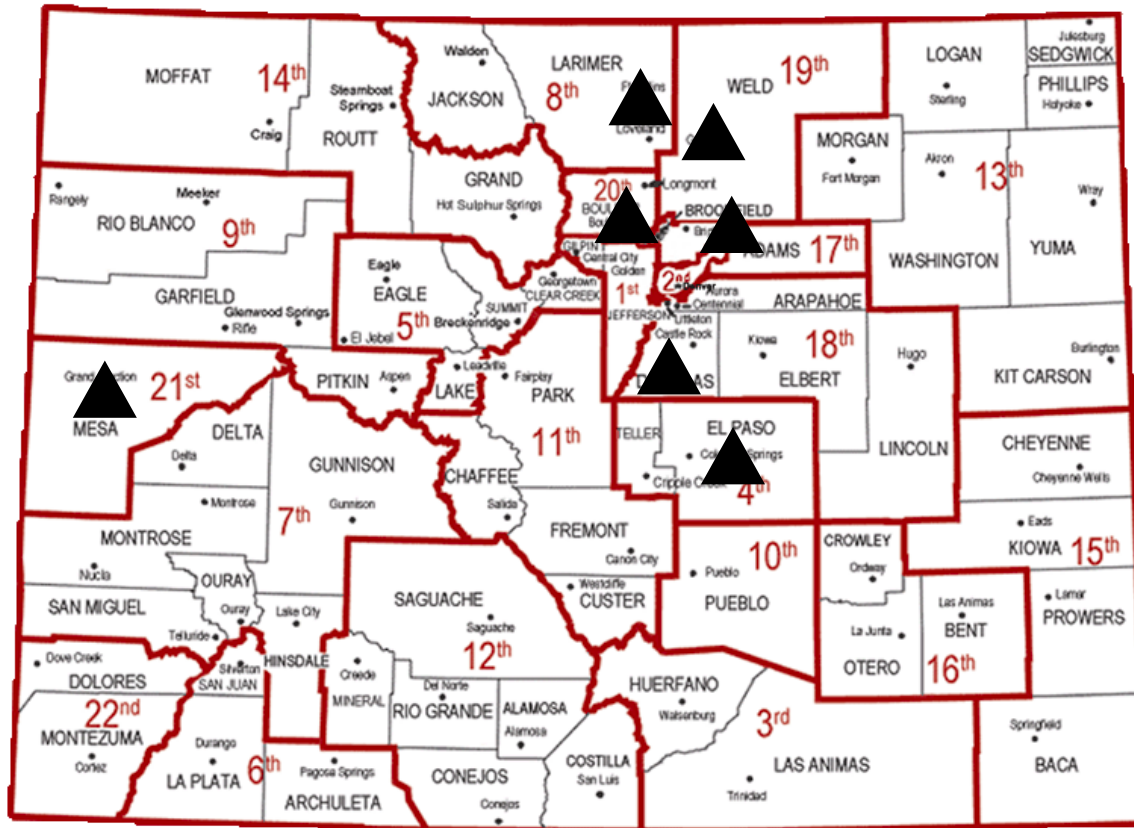 MOFFAT
14th
Craig
Steamboat
Springs
ROUTT
Walden
JACKSON
LARIMER
8th
Loveland
WELD
19th
LOGAN
Sterling
Julesburg
SEDGWICK
PHILLIPS
Holyoke
MORGAN
Fort Morgan
Akron
13th
WASHINGTON
Wray
YUMA
Rangely
Meeker
RIO BLANCO
9th
GARFIELD
Glenwood Springs
Rifle
GRAND
Hot Sulphur Springs
20th
Longmont
BROOMFIELD
ADAMS
17th
GILPIN
Central City
Golden
Georgetown
CLEAR CREEK
1st
JEFFERSON
2nd
Denver
Aurora
Centennial
Littleton
Castle Rock
ARAPAHOE
18th
Kiowa
ELBERT
Hugo
LINCOLN
Burlington
KIT CARSON
Eagle
EAGLE
5th
El Jebel
SUMMIT
Breckenridge
21st
MESA
PITKIN
Aspen
Leadville
LAKE
Fairplay
PARK
11th
DELTA
Delta
GUNNISON
Gunnison
7th
CHAFFEE
Salida
TELLER
Cripple Creek
EL PASO
4th
CHEYENNE
Cheyenne Wells
Montrose
MONTROSE
Nucla
FREMONT
Canon City
10th
Pueblo
PUEBLO
CROWLEY
Ordway
Eads
KIOWA
15th
OURAY
Ouray
SAN MIGUEL
Telluride
Lake City
HINSDALE
SAGUACHE
Saguache
12th
Westcliffe
CUSTER
La Junta
OTERO
Las Animas
BENT
16th
Lamar
PROWERS
Dove Creek
DOLORES
22nd
MONTEZUMA
Cortez
Silverton
SAN JUAN
Durango
LA PLATA
6th
Pagosa Springs
ARCHULETA
Creede
MINERAL
Del Norte
RIO GRANDE
ALAMOSA
Alamosa
CONEJOS
Conejos
COSTILLA
San Luis
HUERFANO
Walsenburg
3rd
LAS ANIMAS
Trinidad
Springfield
BACA